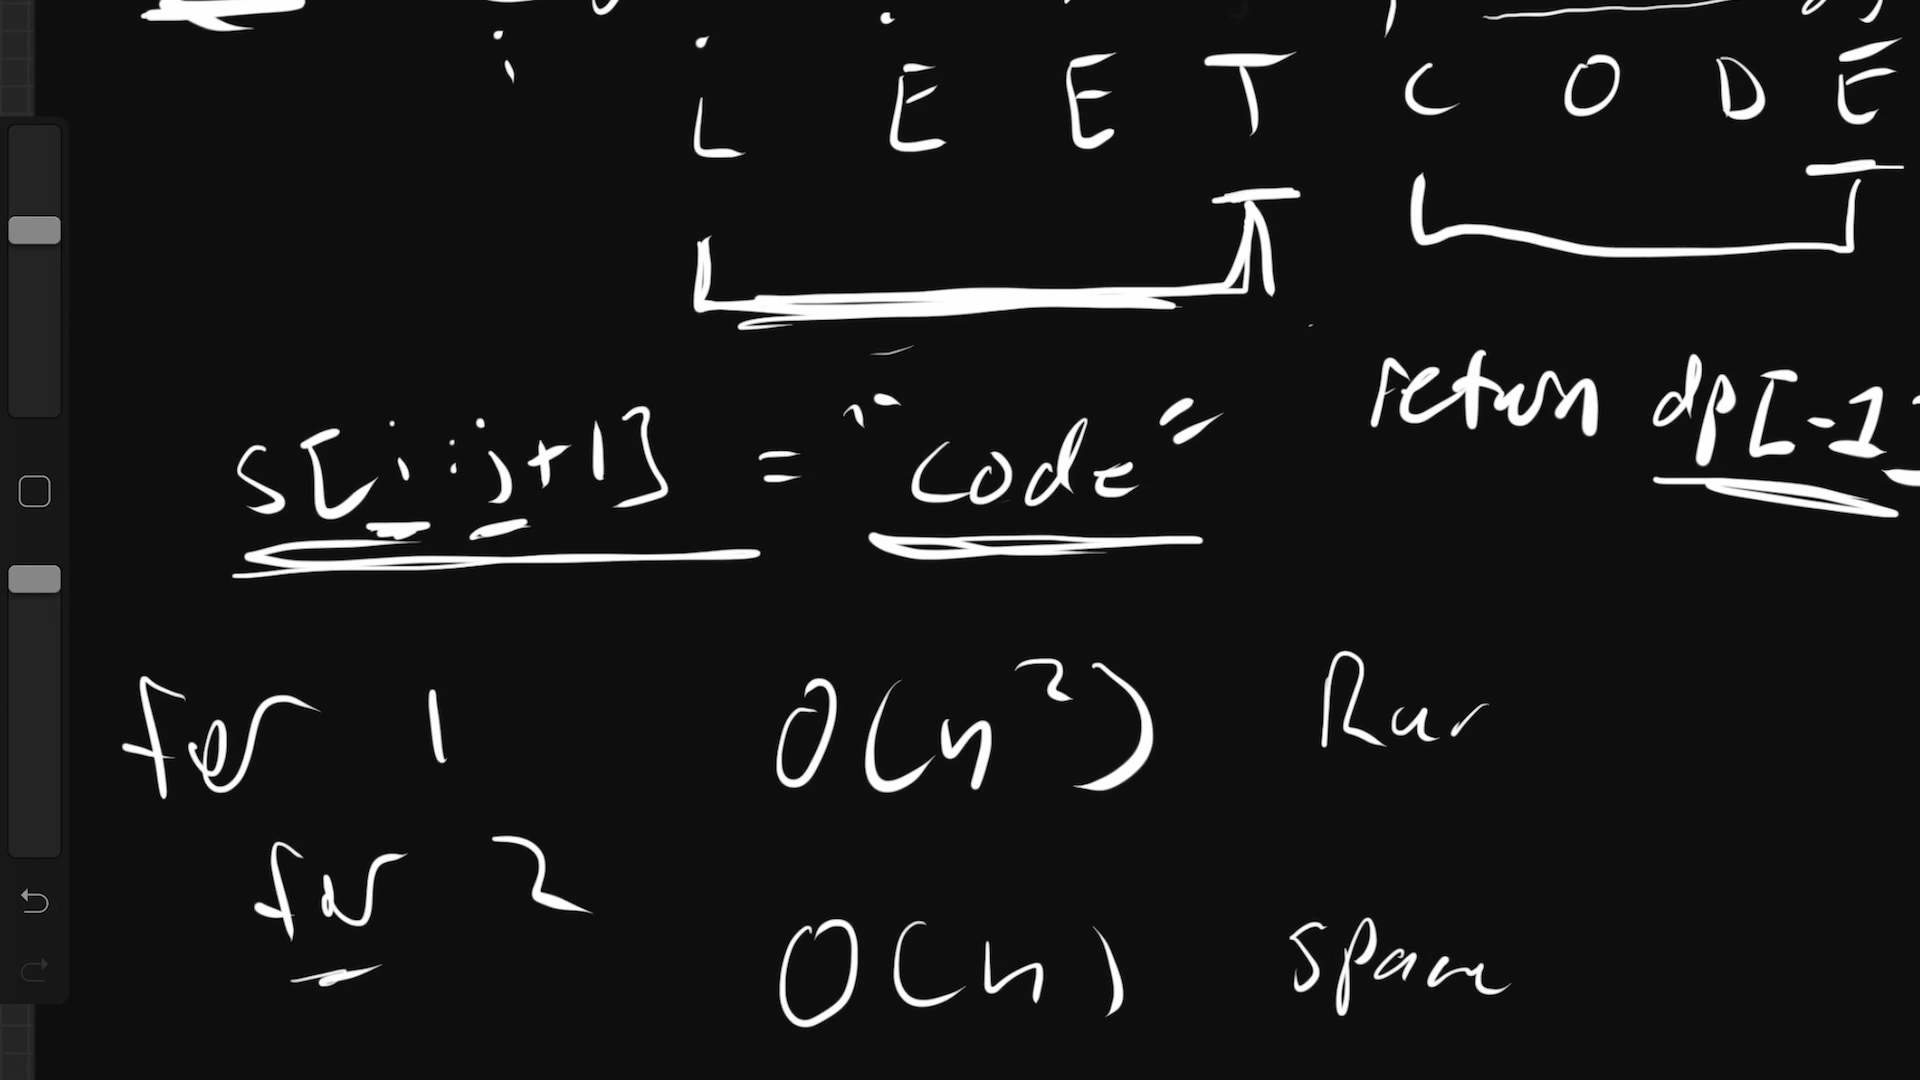 L E E T C O D E
return dp[-1]
s[i:j+1] = "code"
for 1 O(n²) Run
for 2
O(n) space